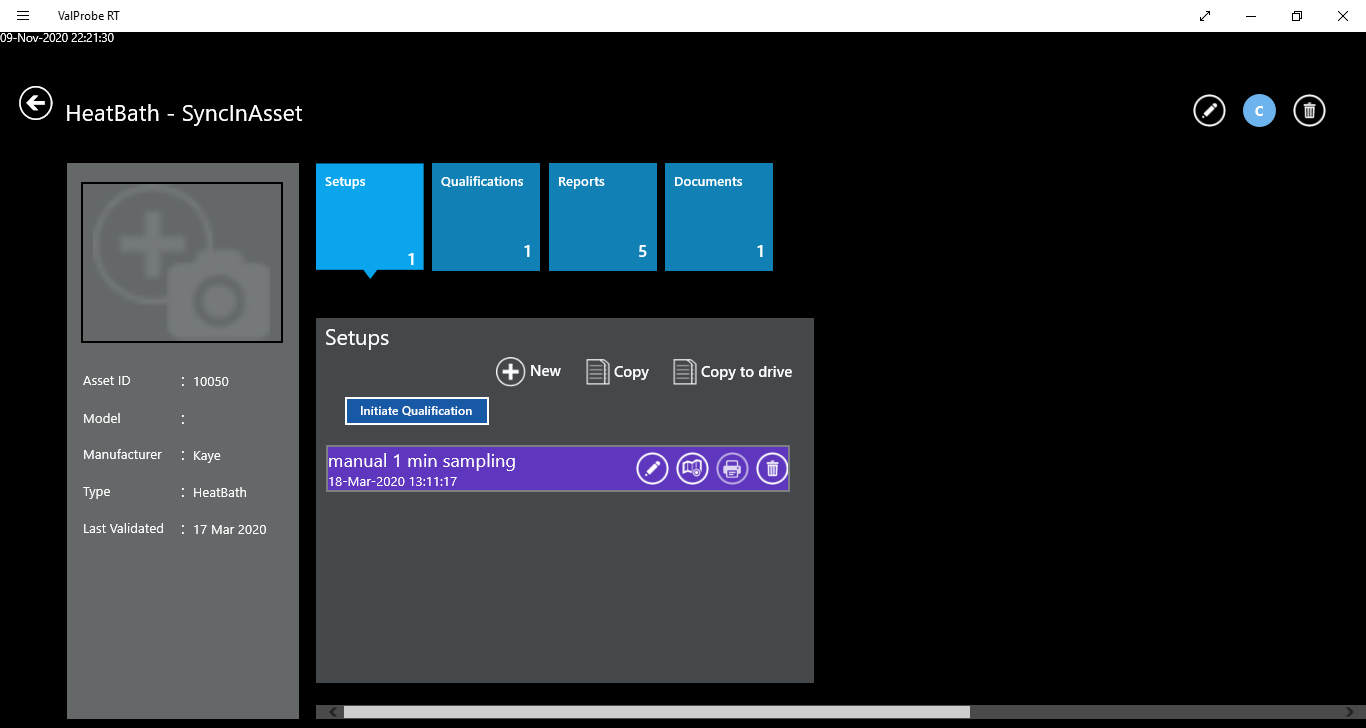 ValProbe RT
09-Nov-2020 22:21:30
HeatBath - SyncInAsset
C
Setups
1
Qualifications
1
Reports
5
Documents
1
Asset ID : 10050
Model :
Manufacturer : Kaye
Type : HeatBath
Last Validated : 17 Mar 2020
Setups
New Copy Copy to drive
Initiate Qualification
manual 1 min sampling
18-Mar-2020 13:11:17